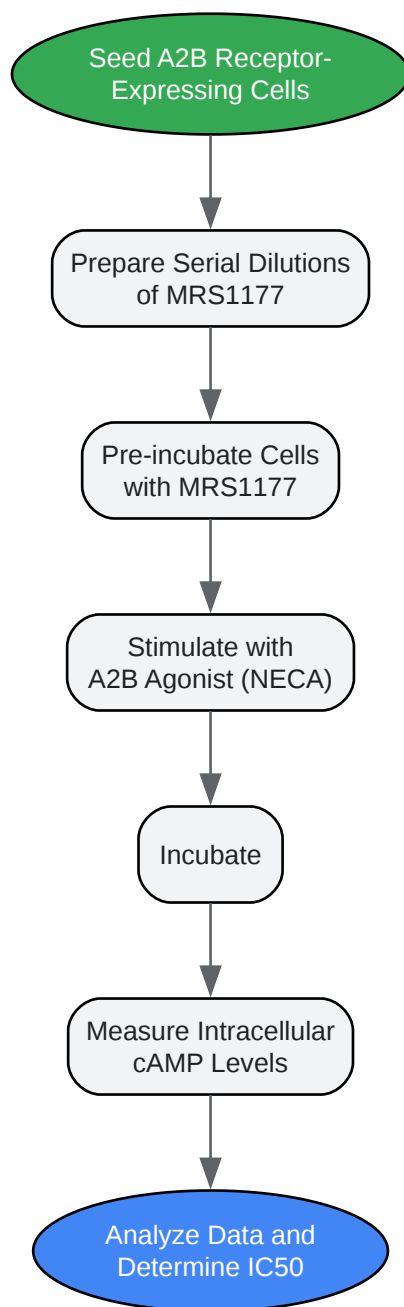 Seed A2B Receptor-
Expressing Cells
Prepare Serial Dilutions
of MRS1177
Pre-incubate Cells
with MRS1177
Stimulate with
A2B Agonist (NECA)
Incubate
Measure Intracellular
cAMP Levels
Analyze Data and
Determine IC50